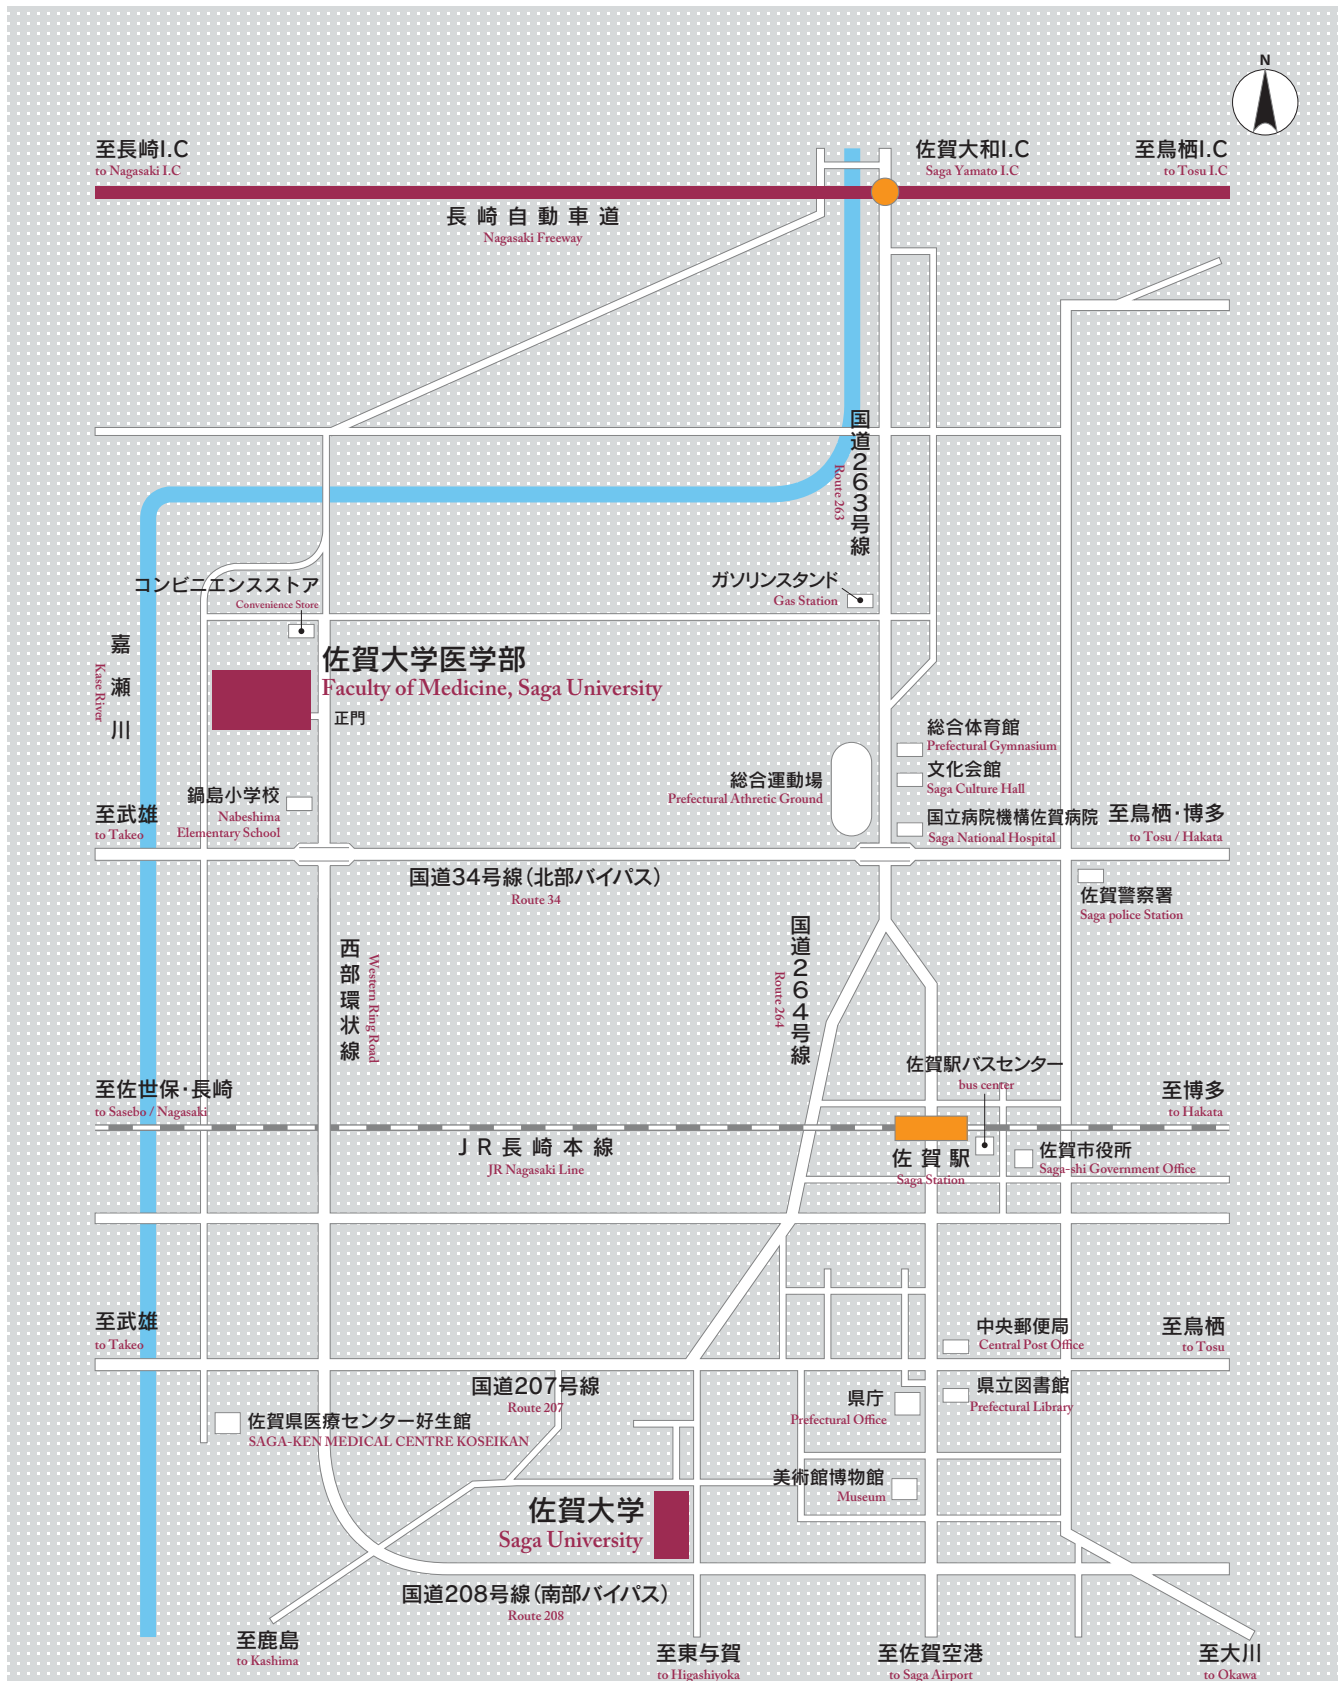 N
至長崎I.C
to Nagasaki I.C
佐賀大和I.C
Saga Yamato I.C
至鳥栖I.C
to Tosu I.C
長崎自動車道
Nagasaki Freeway
国道263号線
Route 263
コンビニエンスストア
Convenience Store
ガソリンスタンド
Gas Station
嘉瀬川
Kase River
佐賀大学医学部
Faculty of Medicine, Saga University
正門
総合体育館
Prefectural Gymnasium
文化会館
Saga Culture Hall
総合運動場
Prefectural Athretic Ground
鍋島小学校
Nabeshima
Elementary School
至武雄
to Takeo
国立病院機構佐賀病院
Saga National Hospital
至鳥栖・博多
to Tosu / Hakata
国道34号線（北部バイパス）
Route 34
佐賀警察署
Saga police Station
西部環状線
Western Ring Road
国道264号線
Route 264
佐賀駅バスセンター
bus center
至佐世保・長崎
to Sasebo / Nagasaki
至博多
to Hakata
JR長崎本線
JR Nagasaki Line
佐賀駅
Saga Station
佐賀市役所
Saga-shi Government Office
至武雄
to Takeo
中央郵便局
Central Post Office
至鳥栖
to Tosu
国道207号線
Route 207
県庁
Prefectural Office
県立図書館
Prefectural Library
佐賀県医療センター好生館
SAGA-KEN MEDICAL CENTRE KOSEIKAN
美術館博物館
Museum
佐賀大学
Saga University
国道208号線（南部バイパス）
Route 208
至鹿島
to Kashima
至東与賀
to Higashiyoka
至佐賀空港
to Saga Airport
至大川
to Okawa